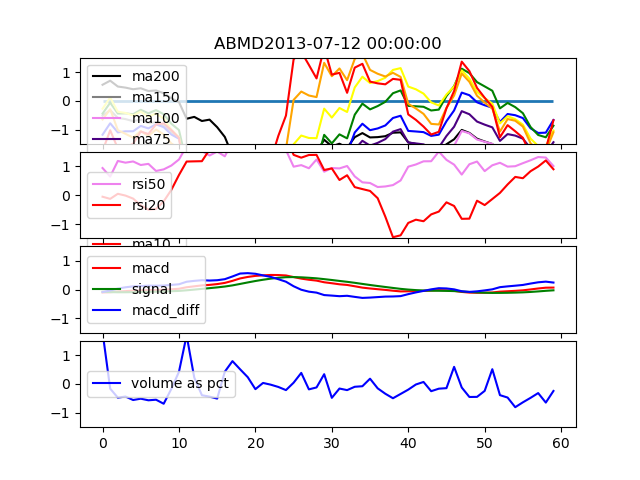 ABMD2013-07-12 00:00:00
1
0
−1
ma200
ma150
ma100
ma75
1
0
−1
rsi50
rsi20
ma10
1
0
−1
macd
signal
macd_diff
1
0
−1
volume as pct
0 10 20 30 40 50 60